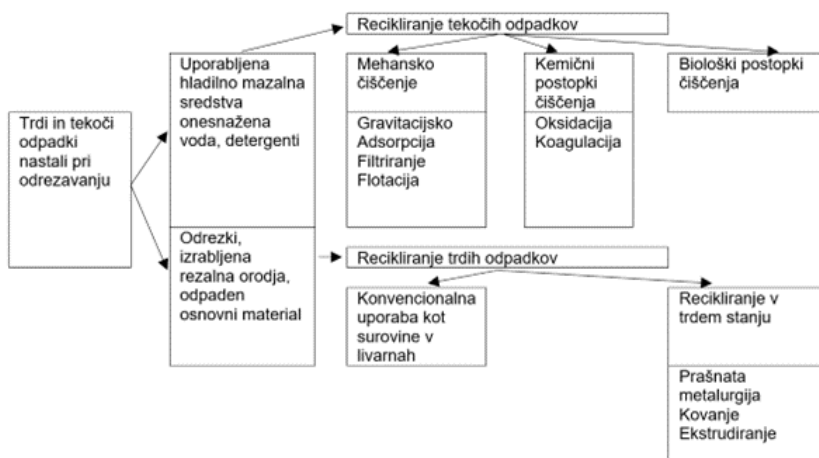 Recikliranje tekočih odpadkov
Uporabljena
hladilno mazalna
sredstva
onesnažena
voda, detergenti
Mehansko
čiščenje
Kemični
postopki
čiščenja
Biološki postopki
čiščenja
Trdi in tekoči
odpadki
nastali pri
odrezavanju
Gravitacijsko
Adsorpcija
Filtriranje
Flotacija
Oksidacija
Koagulacija
Odrezki,
izrabljena
rezalna orodja,
odpaden
osnovni material
Recikliranje trdih odpadkov
Konvencionalna
uporaba kot
surovine v
livarnah
Recikliranje v
trdem stanju
Prašnata
metalurgija
Kovanje
Ekstrudiranje